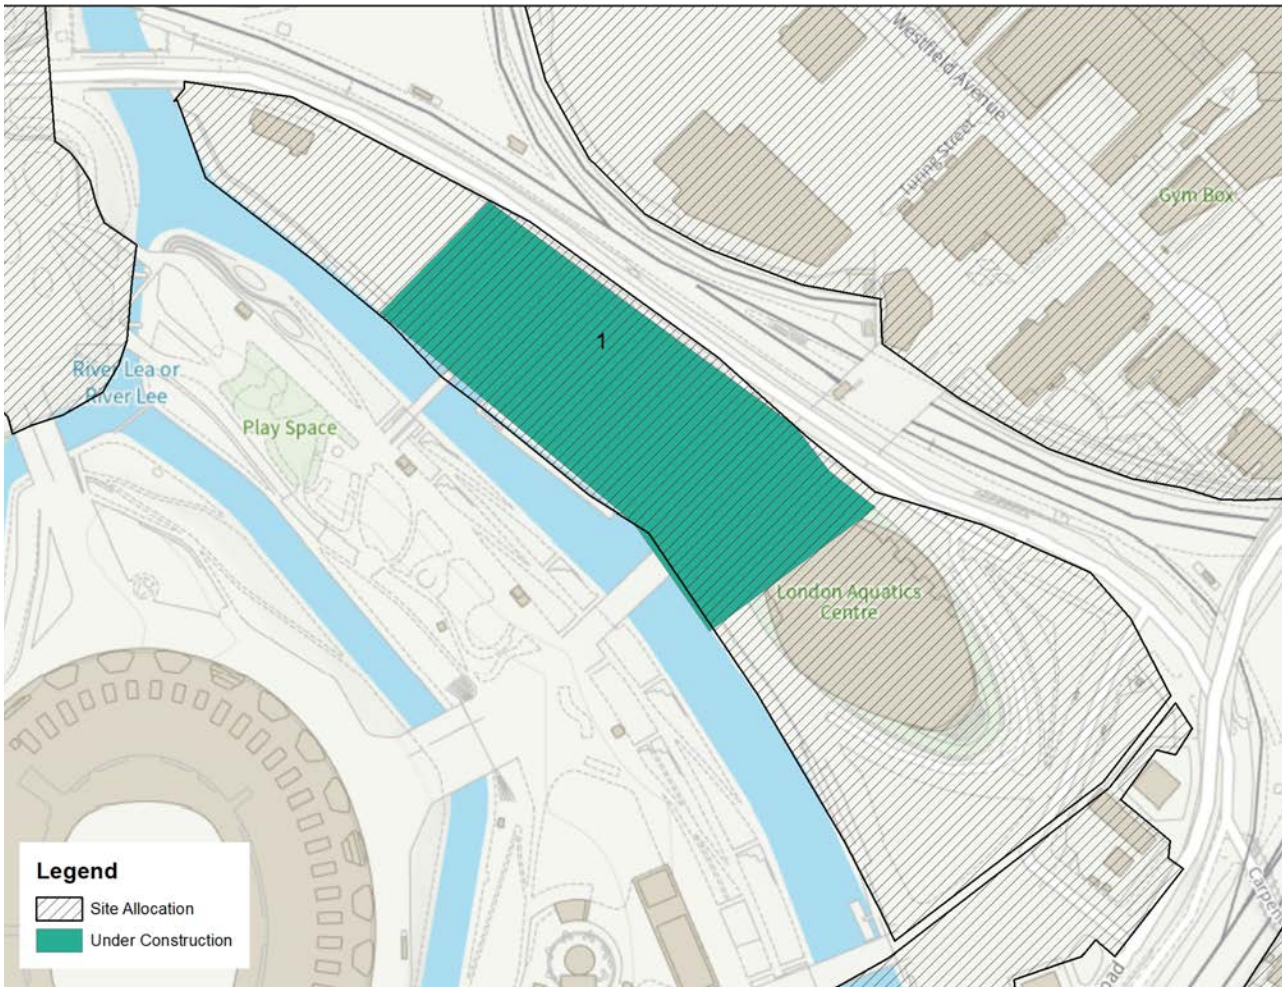 Westfield Avenue
Turing Street
Gym Box
1
River Lea or
River Lee
Play Space
London Aquatics
Centre
Legend
Site Allocation
Under Construction